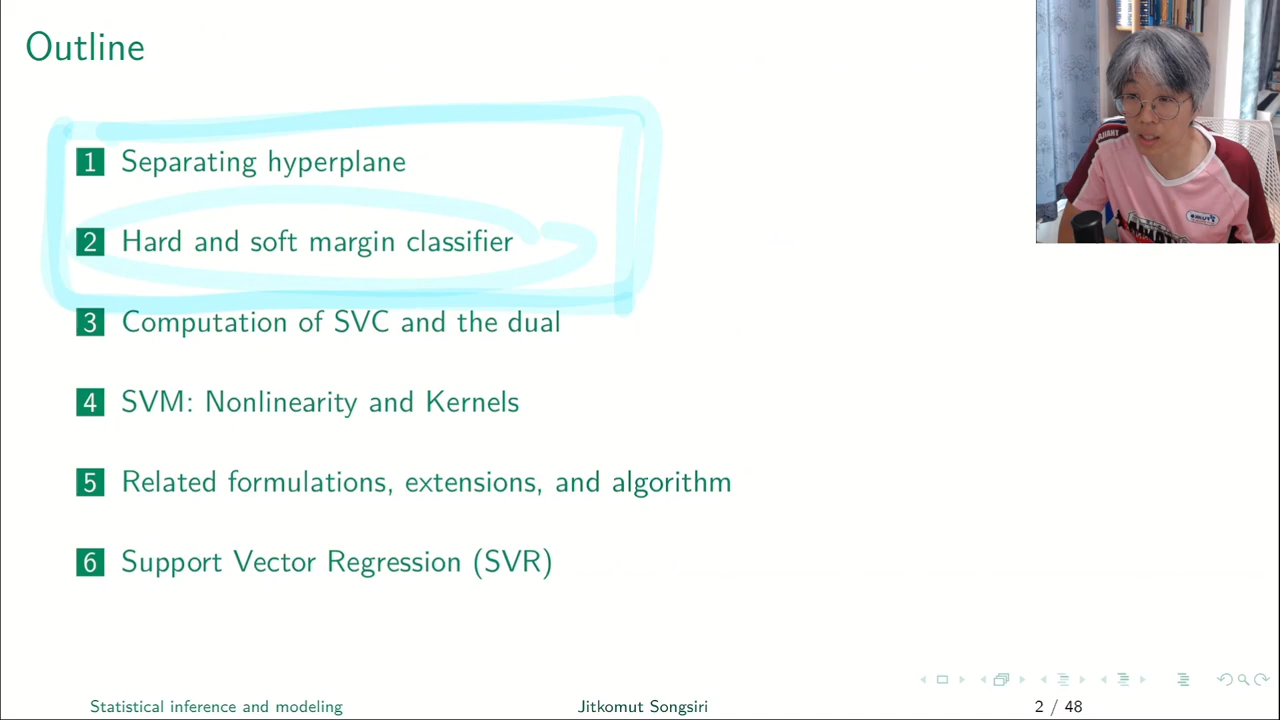 Outline
1 Separating hyperplane
2 Hard and soft margin classifier
3 Computation of SVC and the dual
4 SVM: Nonlinearity and Kernels
5 Related formulations, extensions, and algorithm
6 Support Vector Regression (SVR)
Statistical inference and modeling Jitkomut Songsiri 2 / 48